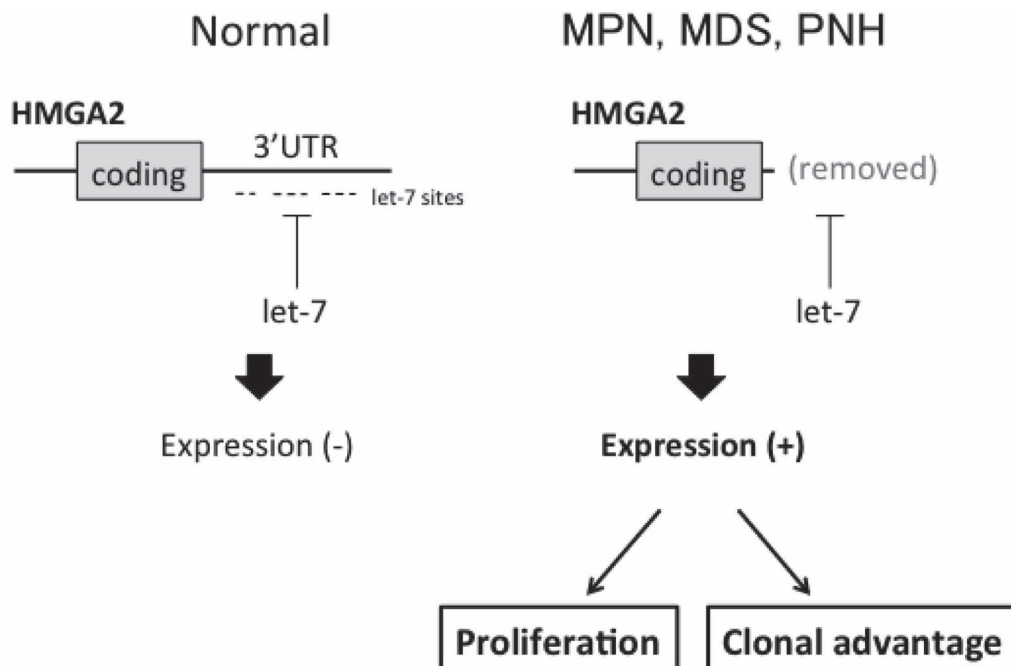 Normal
MPN, MDS, PNH
HMGA2
3’UTR
coding
let-7 sites
let-7
Expression (-)
HMGA2
coding
(removed)
let-7
Expression (+)
Proliferation
Clonal advantage